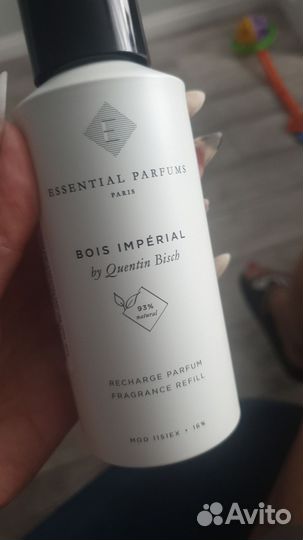 E
ESSENTIAL PARFUMS
PARIS
BOIS IMPÉRIAL
by Quentin Bisch
93%
natural
RECHARGE PARFUM
FRAGRANCE REFILL
Avito